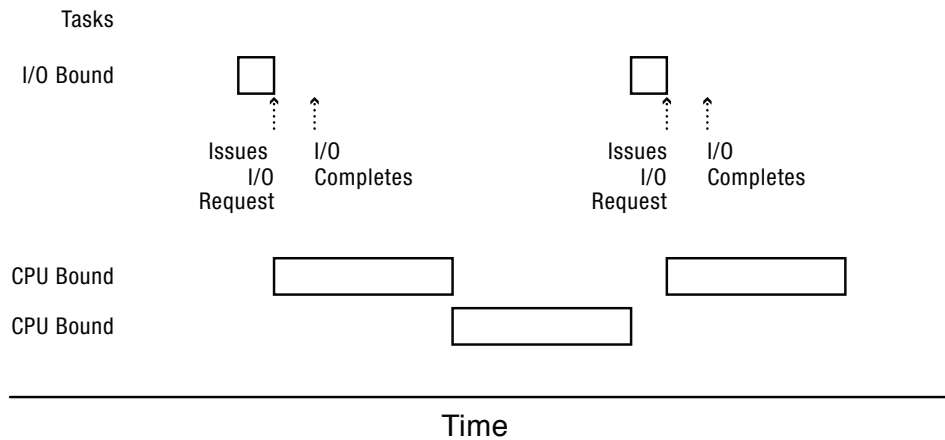 Tasks
I/O Bound
Issues
I/O
Request
I/O
Completes
Issues
I/O
Request
I/O
Completes
CPU Bound
CPU Bound
Time